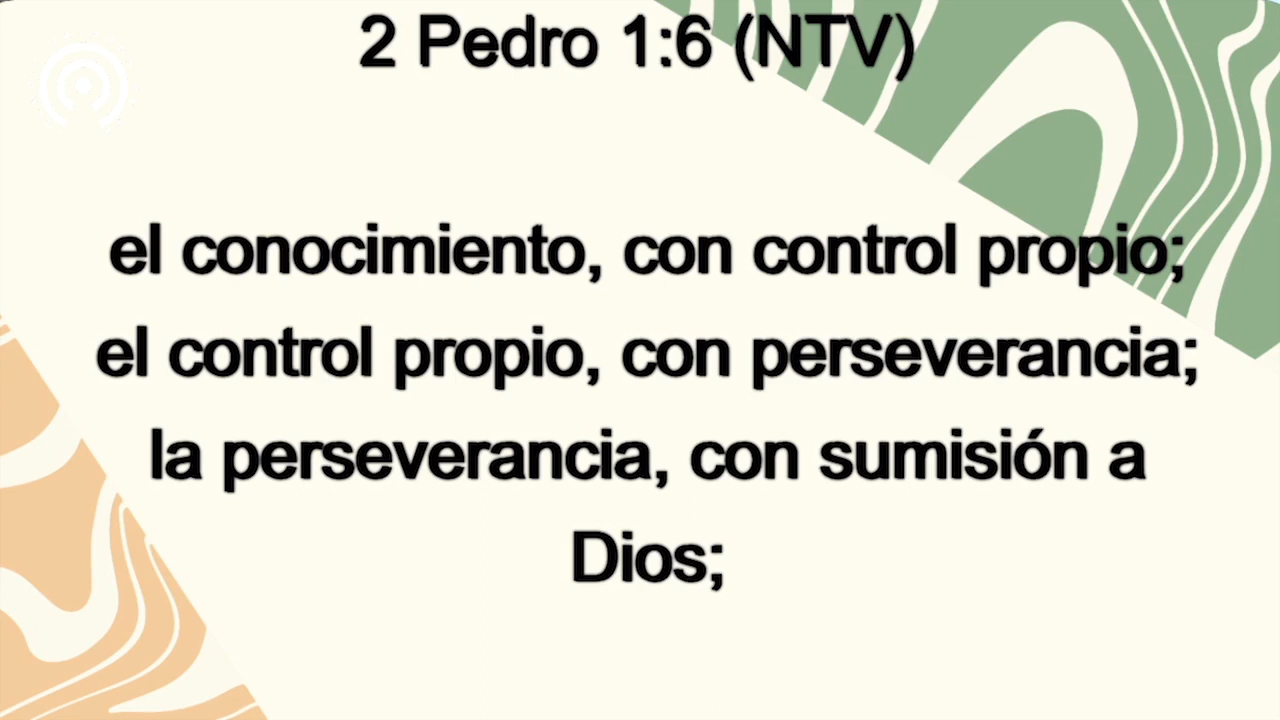 2 Pedro 1:6 (NTV)
el conocimiento, con control propio;
el control propio, con perseverancia;
la perseverancia, con sumisión a
Dios;